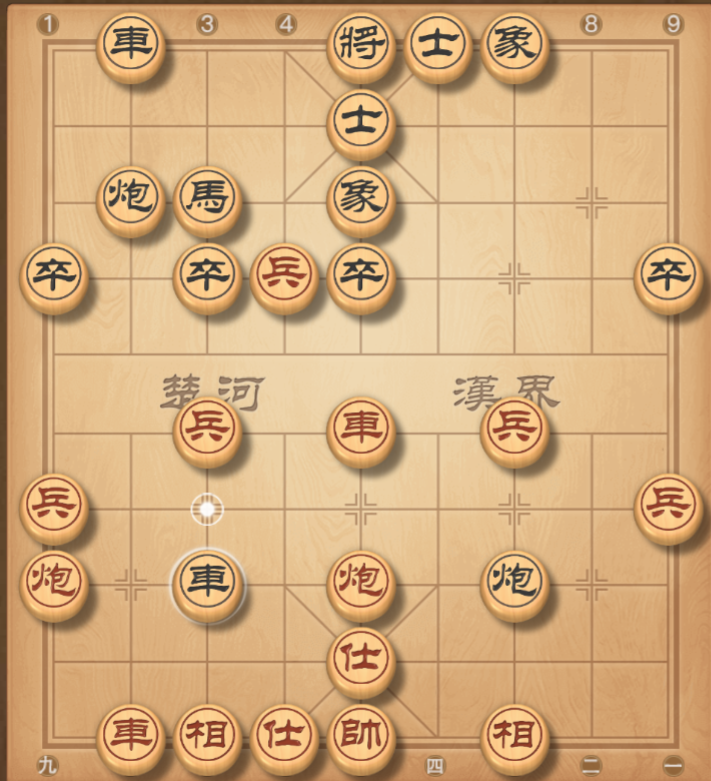 1 3 4 8 9
車 將 士 象
士
炮 馬 象
卒 卒 兵 卒 卒
楚河 漢界
兵 車 兵
兵 兵
炮 車 炮 炮
仕
車 相 仕 帥 相
九 四 二 一